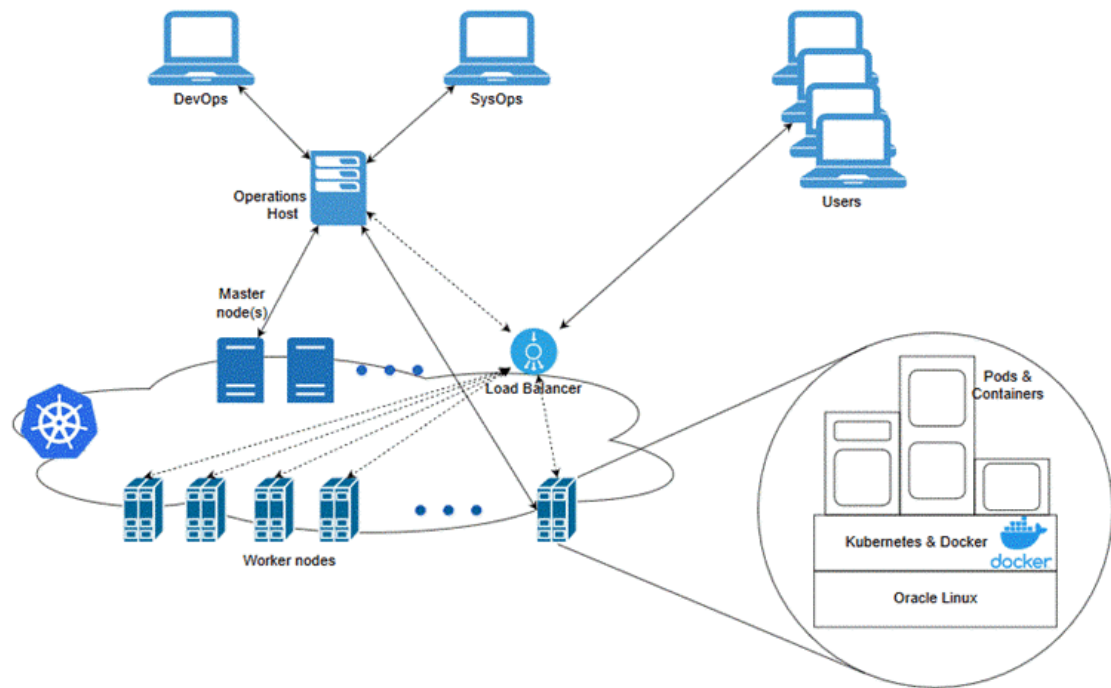 DevOps
SysOps
Operations
Host
Users
Master
node(s)
Load Balancer
Pods &
Containers
Kubernetes & Docker
docker
Oracle Linux
Worker nodes